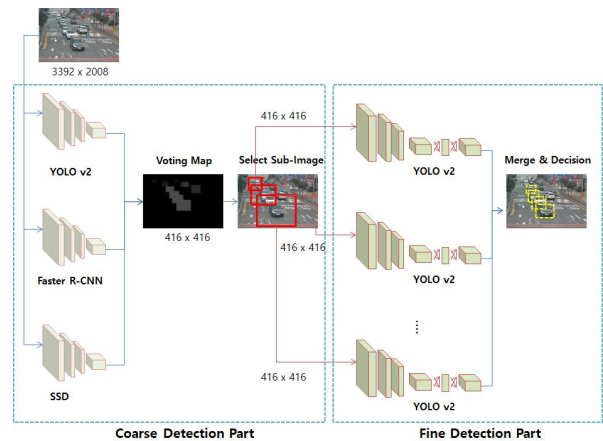 3392 x 2008
YOLO v2
Faster R-CNN
SSD
Voting Map
416 x 416
Select Sub-Image
416 x 416
416 x 416
416 x 416
YOLO v2
YOLO v2
......
YOLO v2
Merge & Decision
Coarse Detection Part
Fine Detection Part